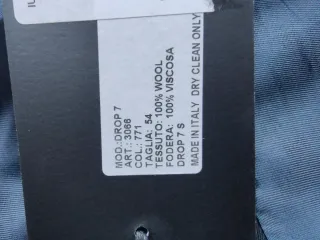 MOD.:DROP 7
ART.: 3066
COL.: 771
TAGLIA: 54
TESSUTO: 100% WOOL
FODERA: 100% VISCOSA
DROP 7 S
MADE IN ITALY DRY CLEAN ONLY